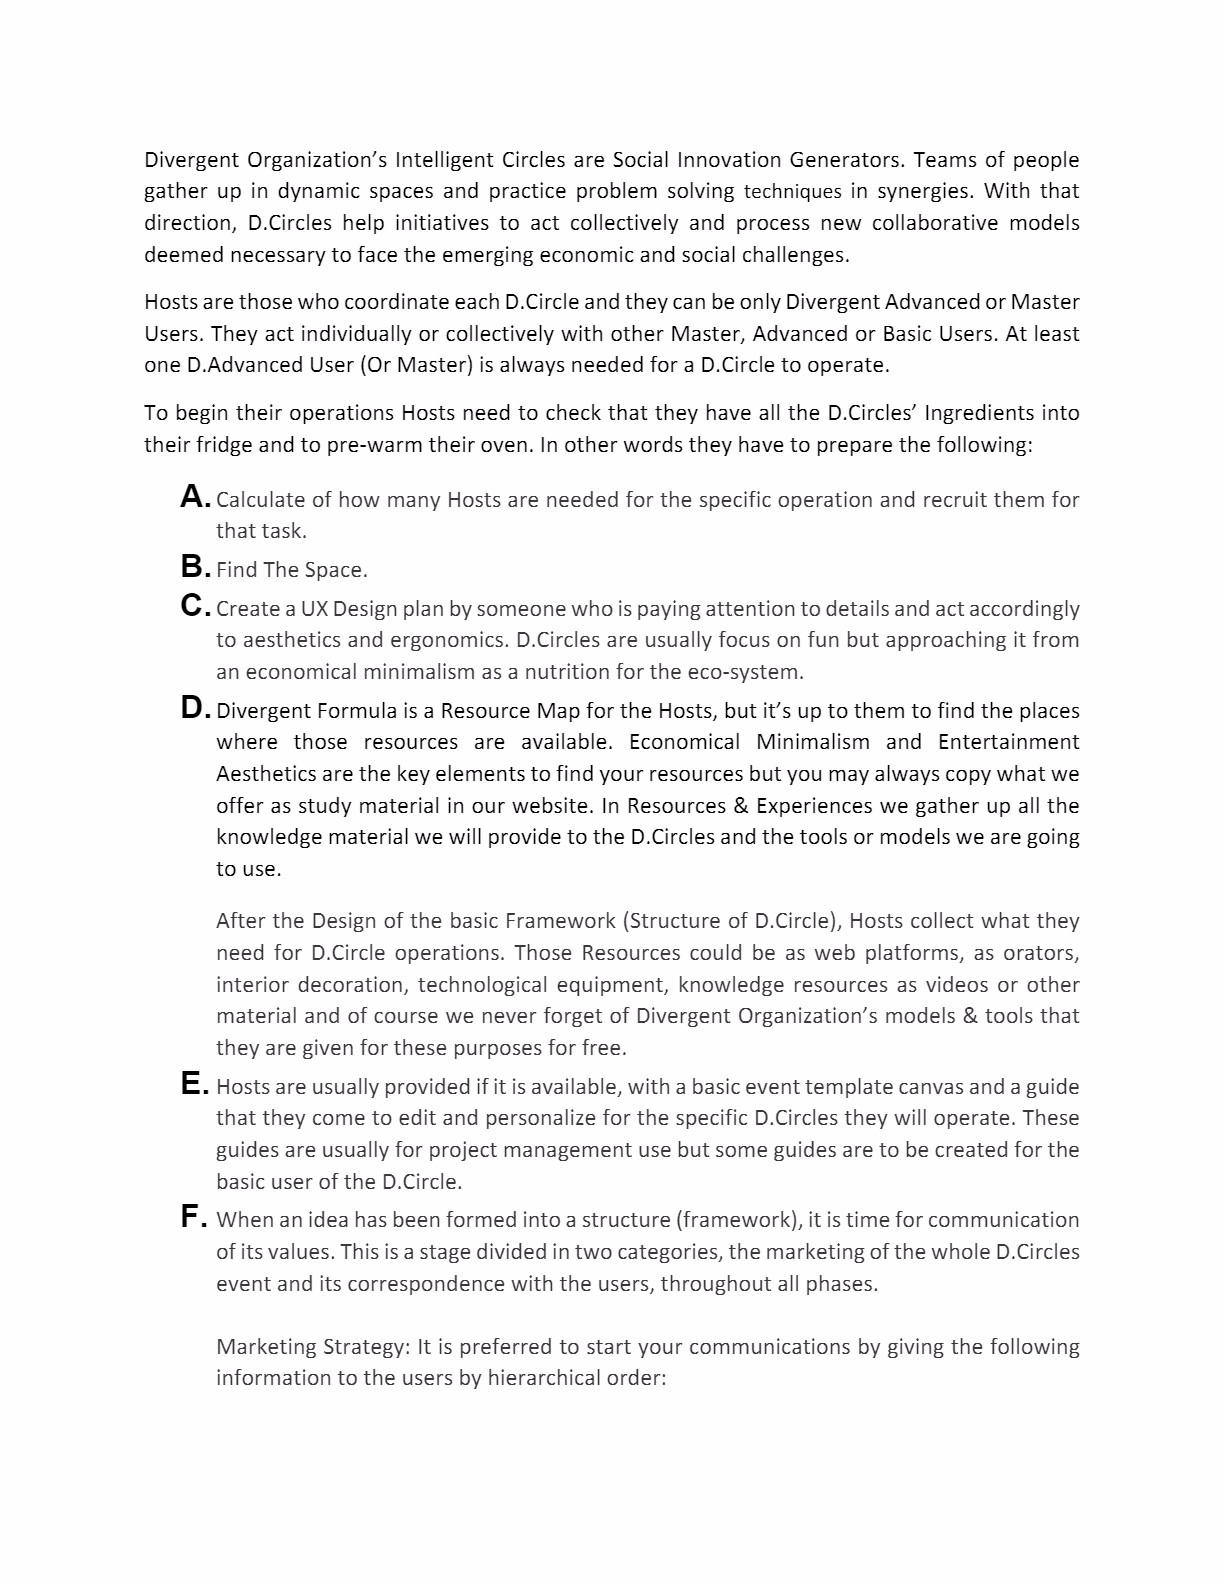 Divergent Organization’s Intelligent Circles are Social Innovation Generators. Teams of people
gather up in dynamic spaces and practice problem solving techniques in synergies. With that
direction, D.Circles help initiatives to act collectively and process new collaborative models
deemed necessary to face the emerging economic and social challenges.
Hosts are those who coordinate each D.Circle and they can be only Divergent Advanced or Master
Users. They act individually or collectively with other Master, Advanced or Basic Users. At least
one D.Advanced User (Or Master) is always needed for a D.Circle to operate.
To begin their operations Hosts need to check that they have all the D.Circles’ Ingredients into
their fridge and to pre-warm their oven. In other words they have to prepare the following:
A. Calculate of how many Hosts are needed for the specific operation and recruit them for
that task.
B. Find The Space.
C. Create a UX Design plan by someone who is paying attention to details and act accordingly
to aesthetics and ergonomics. D.Circles are usually focus on fun but approaching it from
an economical minimalism as a nutrition for the eco-system.
D. Divergent Formula is a Resource Map for the Hosts, but it’s up to them to find the places
where those resources are available. Economical Minimalism and Entertainment
Aesthetics are the key elements to find your resources but you may always copy what we
offer as study material in our website. In Resources & Experiences we gather up all the
knowledge material we will provide to the D.Circles and the tools or models we are going
to use.
After the Design of the basic Framework (Structure of D.Circle), Hosts collect what they
need for D.Circle operations. Those Resources could be as web platforms, as orators,
interior decoration, technological equipment, knowledge resources as videos or other
material and of course we never forget of Divergent Organization’s models & tools that
they are given for these purposes for free.
E. Hosts are usually provided if it is available, with a basic event template canvas and a guide
that they come to edit and personalize for the specific D.Circles they will operate. These
guides are usually for project management use but some guides are to be created for the
basic user of the D.Circle.
F. When an idea has been formed into a structure (framework), it is time for communication
of its values. This is a stage divided in two categories, the marketing of the whole D.Circles
event and its correspondence with the users, throughout all phases.
Marketing Strategy: It is preferred to start your communications by giving the following
information to the users by hierarchical order: